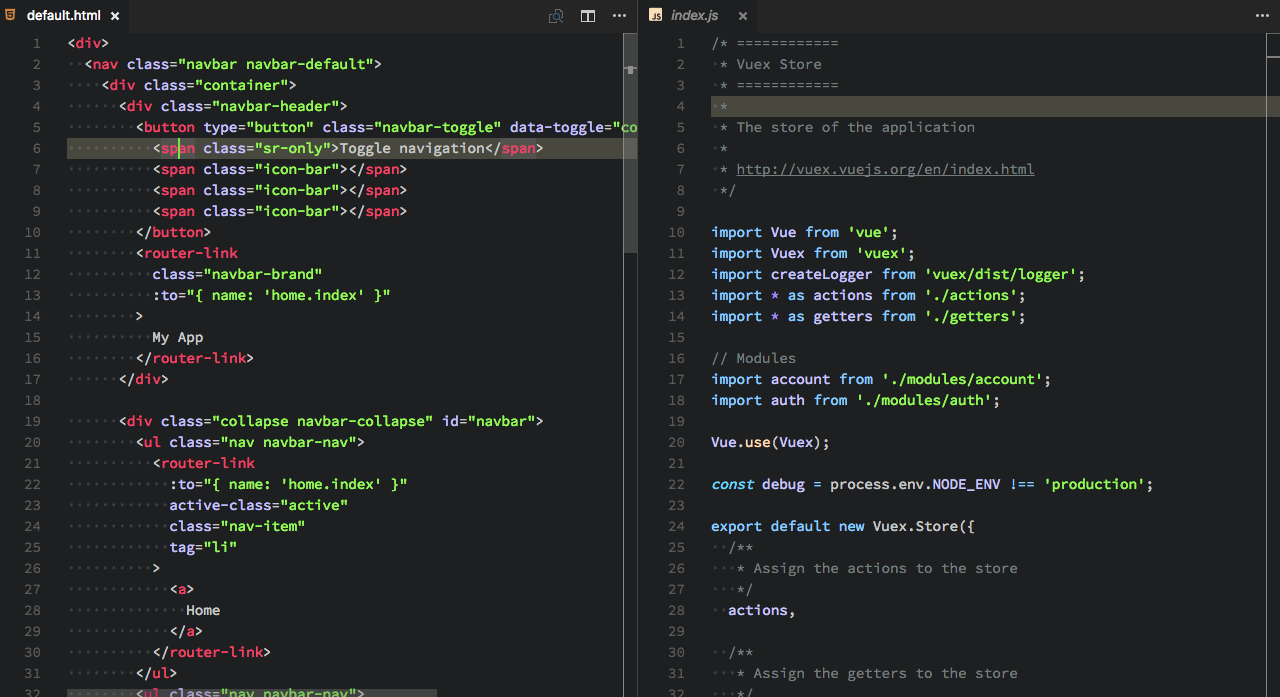 default.html
1 <div>
2 <nav class="navbar navbar-default">
3 <div class="container">
4 <div class="navbar-header">
5 <button type="button" class="navbar-toggle" data-toggle="co
6 <span class="sr-only">Toggle navigation</span>
7 <span class="icon-bar"></span>
8 <span class="icon-bar"></span>
9 <span class="icon-bar"></span>
10 </button>
11 <router-link
12 class="navbar-brand"
13 :to="{ name: 'home.index' }"
14 >
15 My App
16 </router-link>
17 </div>
18
19 <div class="collapse navbar-collapse" id="navbar">
20 <ul class="nav navbar-nav">
21 <router-link
22 :to="{ name: 'home.index' }"
23 active-class="active"
24 class="nav-item"
25 tag="li"
26 >
27 <a>
28 Home
29 </a>
30 </router-link>
31 </ul>
32 <ul class="nav navbar-nav">
JS index.js
1 /* ============
2 * Vuex Store
3 * ============
4 *
5 * The store of the application
6 *
7 * http://vuex.vuejs.org/en/index.html
8 */
9
10 import Vue from 'vue';
11 import Vuex from 'vuex';
12 import createLogger from 'vuex/dist/logger';
13 import * as actions from './actions';
14 import * as getters from './getters';
15
16 // Modules
17 import account from './modules/account';
18 import auth from './modules/auth';
19
20 Vue.use(Vuex);
21
22 const debug = process.env.NODE_ENV !== 'production';
23
24 export default new Vuex.Store({
25 /**
26 * Assign the actions to the store
27 */
28 actions,
29
30 /**
31 * Assign the getters to the store
32 */